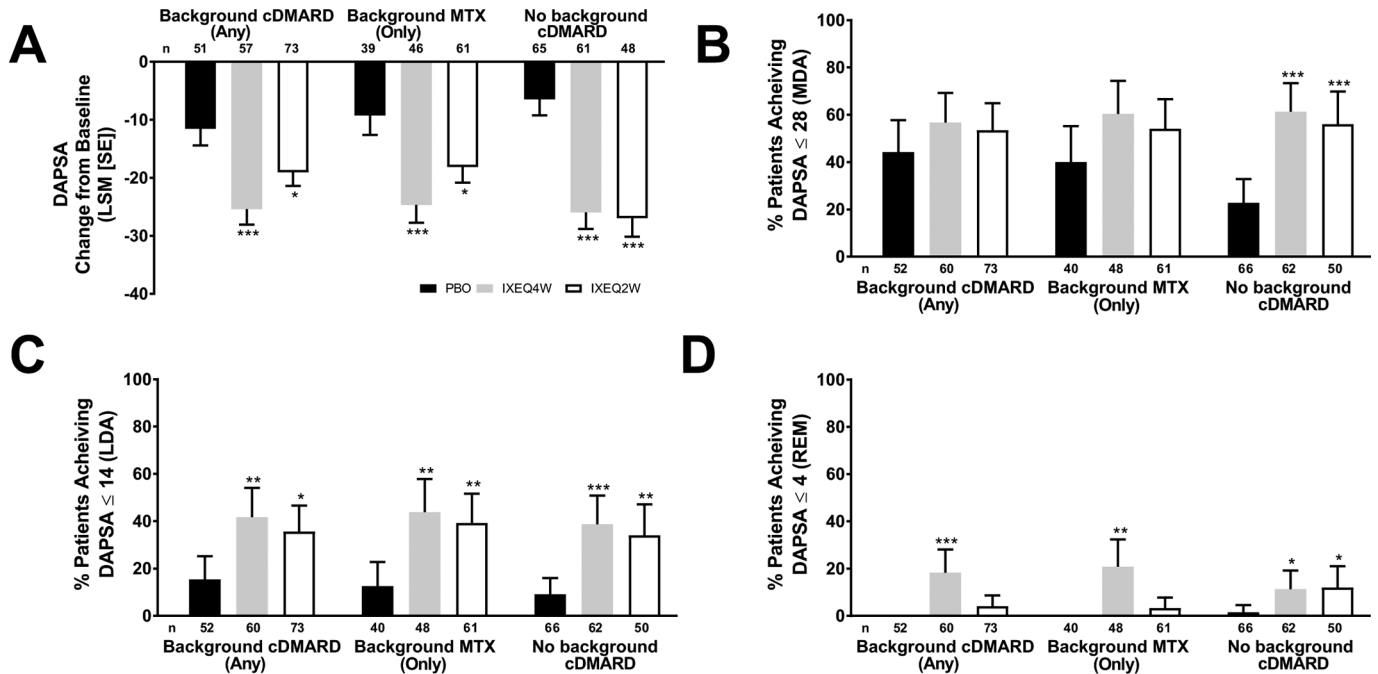 A
Background cDMARD
(Any)
Background MTX
(Only)
No background
cDMARD
n 51 57 73 39 46 61 65 61 48
0
-10
-20
-30
-40
DAPSA
Change from Baseline
(LSM [SE])
***
*
***
*
***
***
PBO IXEQ4W IXEQ2W
B
100
80
60
40
20
0
% Patients Acheiving
DAPSA ≤ 28 (MDA)
***
***
n 52 60 73 40 48 61 66 62 50
Background cDMARD
(Any)
Background MTX
(Only)
No background
cDMARD
C
100
80
60
40
20
0
% Patients Acheiving
DAPSA ≤ 14 (LDA)
**
*
**
**
***
**
n 52 60 73 40 48 61 66 62 50
Background cDMARD
(Any)
Background MTX
(Only)
No background
cDMARD
D
100
80
60
40
20
0
% Patients Acheiving
DAPSA ≤ 4 (REM)
***
**
*
*
n 52 60 73 40 48 61 66 62 50
Background cDMARD
(Any)
Background MTX
(Only)
No background
cDMARD